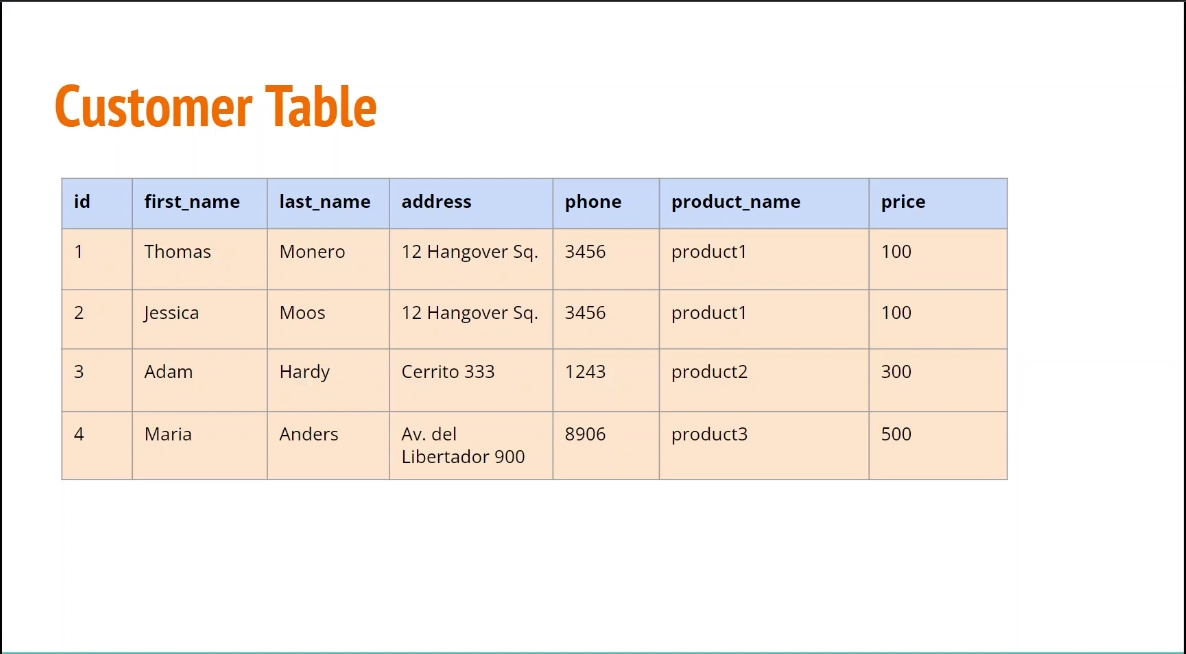 Customer Table
id first_name last_name address phone product_name price
1 Thomas Monero 12 Hangover Sq. 3456 product1 100
2 Jessica Moos 12 Hangover Sq. 3456 product1 100
3 Adam Hardy Cerrito 333 1243 product2 300
4 Maria Anders Av. del 8906 product3 500
Libertador 900